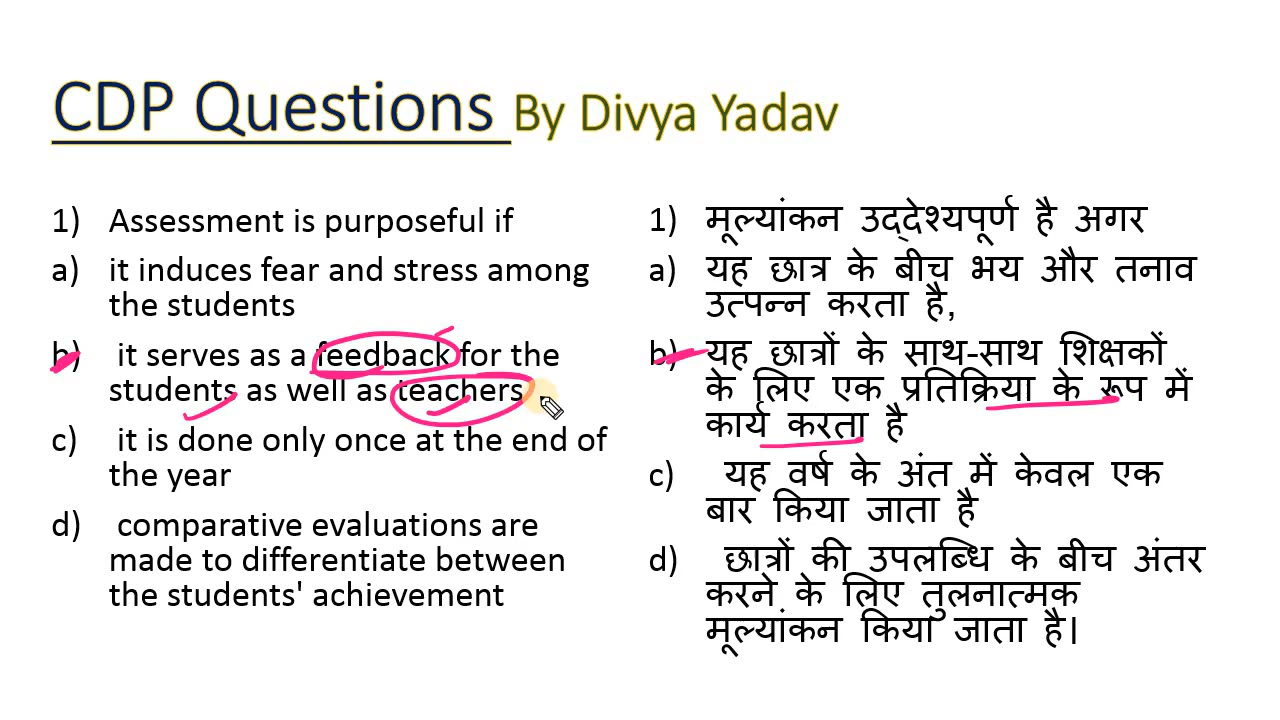 CDP Questions By Divya Yadav
1) Assessment is purposeful if
a) it induces fear and stress among
the students
b) it serves as a feedback for the
students as well as teachers
c) it is done only once at the end of
the year
d) comparative evaluations are
made to differentiate between
the students' achievement
1) मूल्यांकन उद्देश्यपूर्ण है अगर
a) यह छात्र के बीच भय और तनाव
उत्पन्न करता है,
b) यह छात्रों के साथ-साथ शिक्षकों
के लिए एक प्रतिक्रिया के रूप में
कार्य करता है
c) यह वर्ष के अंत में केवल एक
बार किया जाता है
d) छात्रों की उपलब्धि के बीच अंतर
करने के लिए तुलनात्मक
मूल्यांकन किया जाता है।